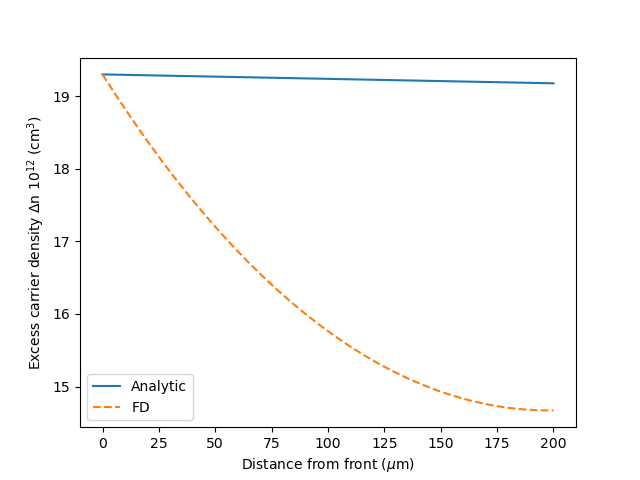 19
18
17
16
15
Excess carrier density Δn 10¹² (cm³)
Analytic
FD
0 25 50 75 100 125 150 175 200
Distance from front (μm)